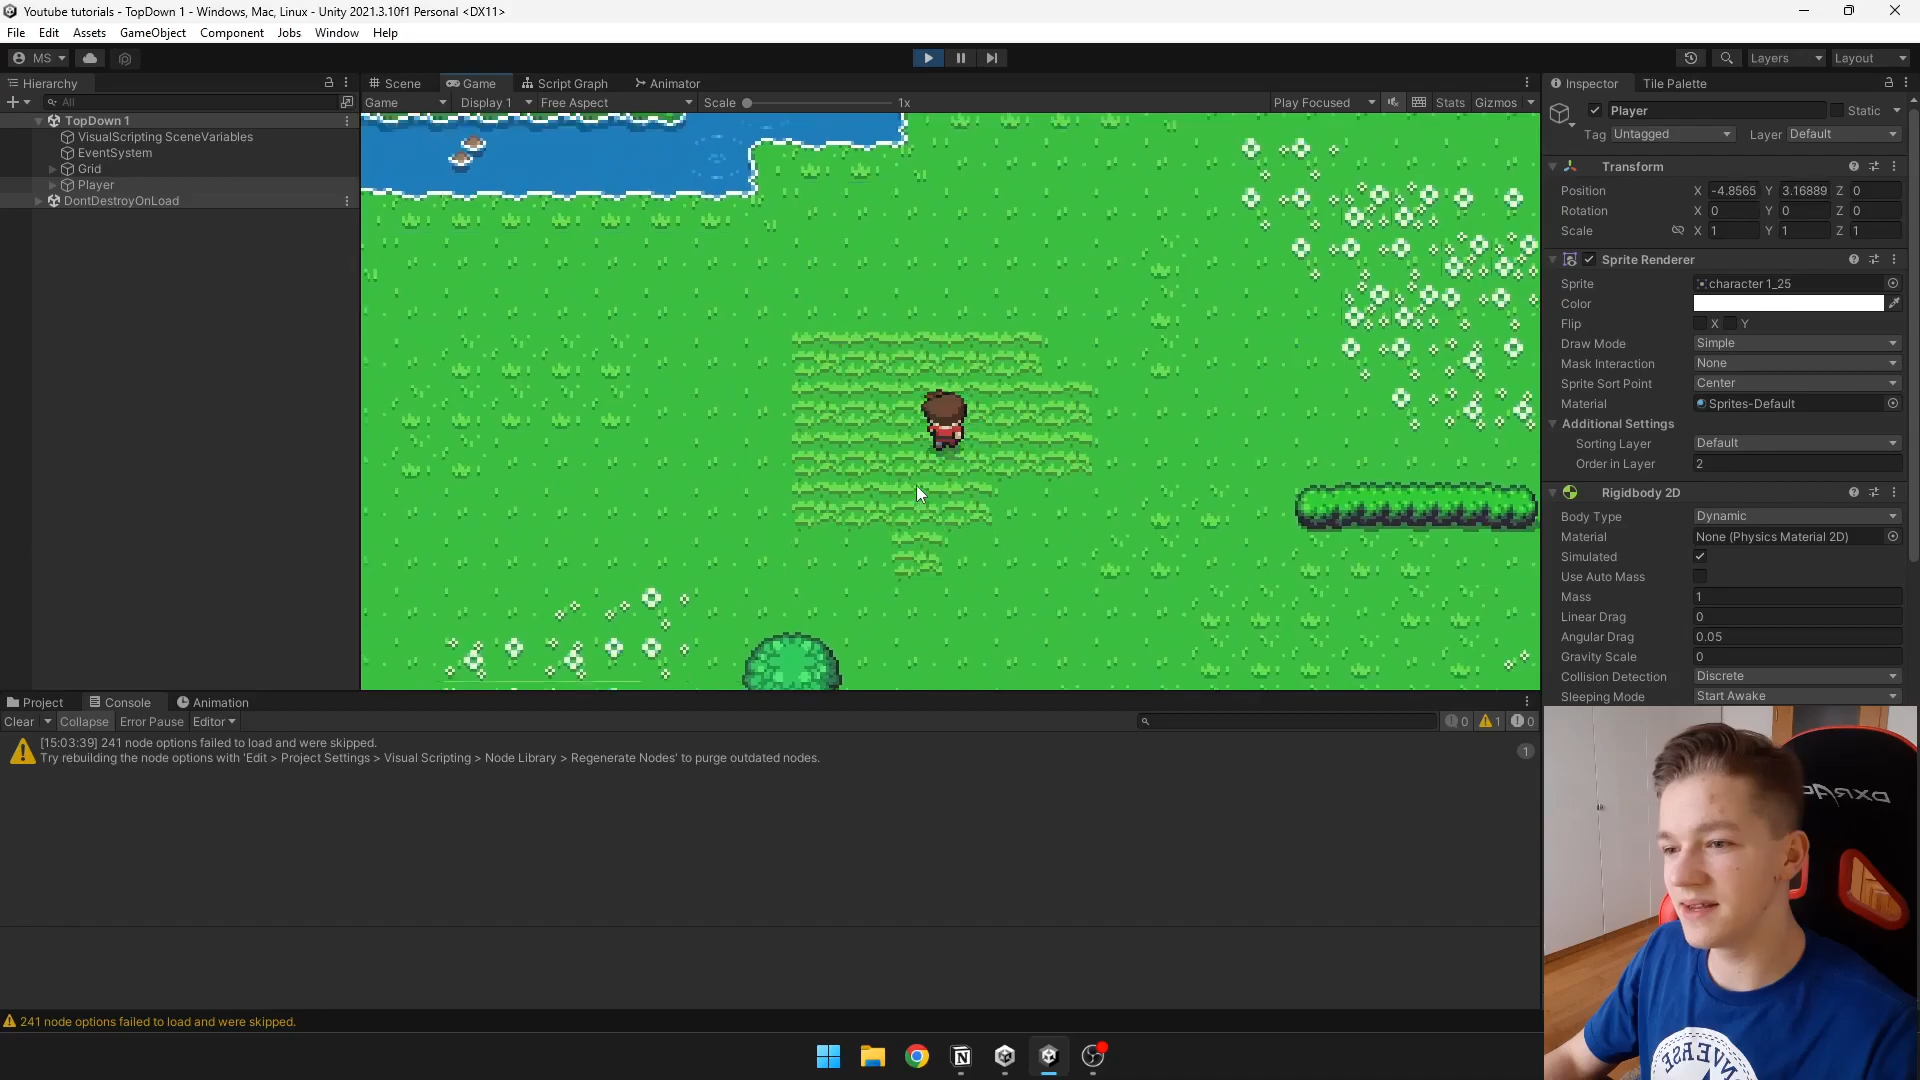 Youtube tutorials - TopDown 1 - Windows, Mac, Linux - Unity 2021.3.10f1 Personal <DX11>
File Edit Assets GameObject Component Jobs Window Help
MS Layers Layout
Hierarchy Scene Game Script Graph Animator Inspector Tile Palette
All Game Display 1 Free Aspect Scale 1x Play Focused Stats Gizmos
TopDown 1
VisualScripting SceneVariables
EventSystem
Grid
Player
DontDestroyOnLoad
Player Static
Tag Untagged Layer Default
Transform
Position X -4.8565 Y 3.16889 Z 0
Rotation X 0 Y 0 Z 0
Scale X 1 Y 1 Z 1
Sprite Renderer
Sprite character 1_25
Color
Flip X Y
Draw Mode Simple
Mask Interaction None
Sprite Sort Point Center
Material Sprites-Default
Additional Settings
Sorting Layer Default
Order in Layer 2
Rigidbody 2D
Body Type Dynamic
Material None (Physics Material 2D)
Simulated
Use Auto Mass
Mass 1
Linear Drag 0
Angular Drag 0.05
Gravity Scale 0
Collision Detection Discrete
Sleeping Mode Start Awake
Project Console Animation
Clear Collapse Error Pause Editor 0 1 0
[15:03:39] 241 node options failed to load and were skipped.
Try rebuilding the node options with 'Edit > Project Settings > Visual Scripting > Node Library > Regenerate Nodes' to purge outdated nodes.
1
241 node options failed to load and were skipped.